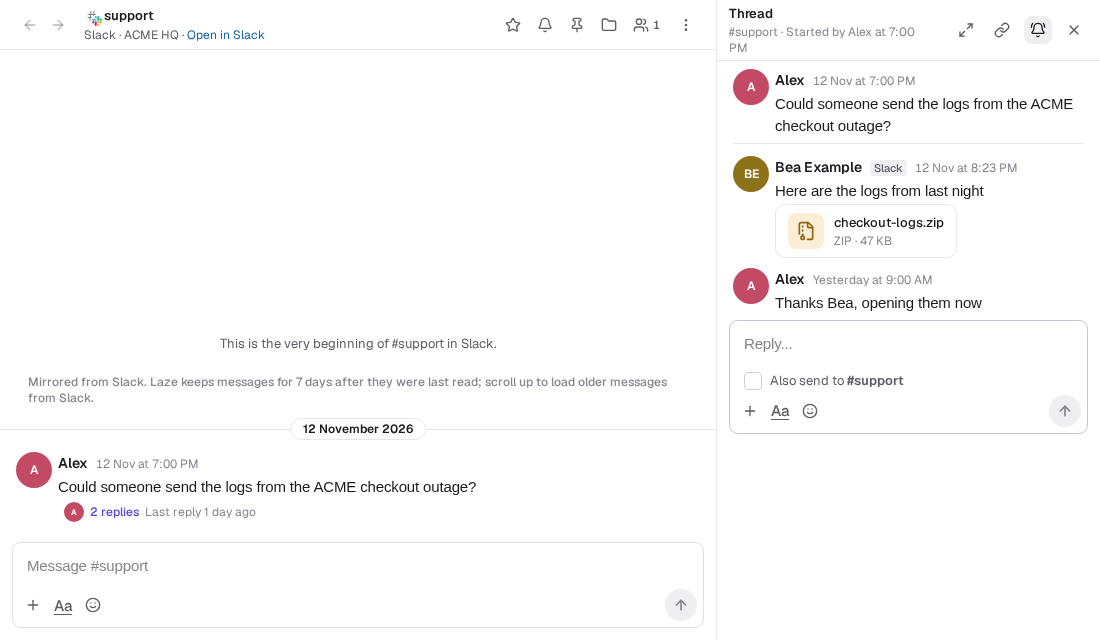 #support
Slack · ACME HQ · Open in Slack
1
This is the very beginning of #support in Slack.
Mirrored from Slack. Laze keeps messages for 7 days after they were last read; scroll up to load older messages
from Slack.
12 November 2026
A
Alex 12 Nov at 7:00 PM
Could someone send the logs from the ACME checkout outage?
A 2 replies Last reply 1 day ago
Message #support
Aa
Thread
#support · Started by Alex at 7:00
PM
A
Alex 12 Nov at 7:00 PM
Could someone send the logs from the ACME
checkout outage?
BE
Bea Example Slack 12 Nov at 8:23 PM
Here are the logs from last night
checkout-logs.zip
ZIP · 47 KB
A
Alex Yesterday at 9:00 AM
Thanks Bea, opening them now
Reply...
Also send to #support
Aa